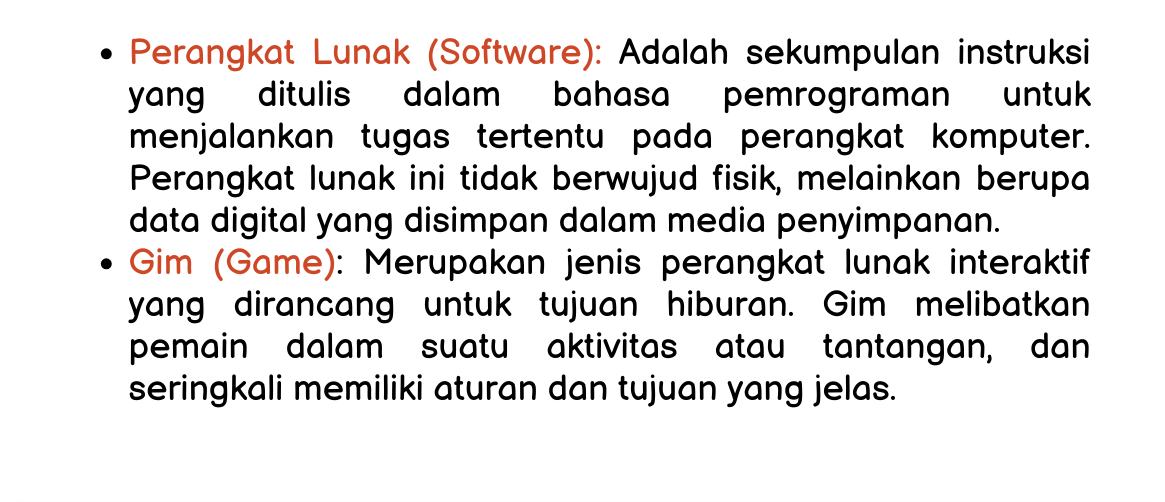 • Perangkat Lunak (Software): Adalah sekumpulan instruksi
yang ditulis dalam bahasa pemrograman untuk
menjalankan tugas tertentu pada perangkat komputer.
Perangkat lunak ini tidak berwujud fisik, melainkan berupa
data digital yang disimpan dalam media penyimpanan.
• Gim (Game): Merupakan jenis perangkat lunak interaktif
yang dirancang untuk tujuan hiburan. Gim melibatkan
pemain dalam suatu aktivitas atau tantangan, dan
seringkali memiliki aturan dan tujuan yang jelas.